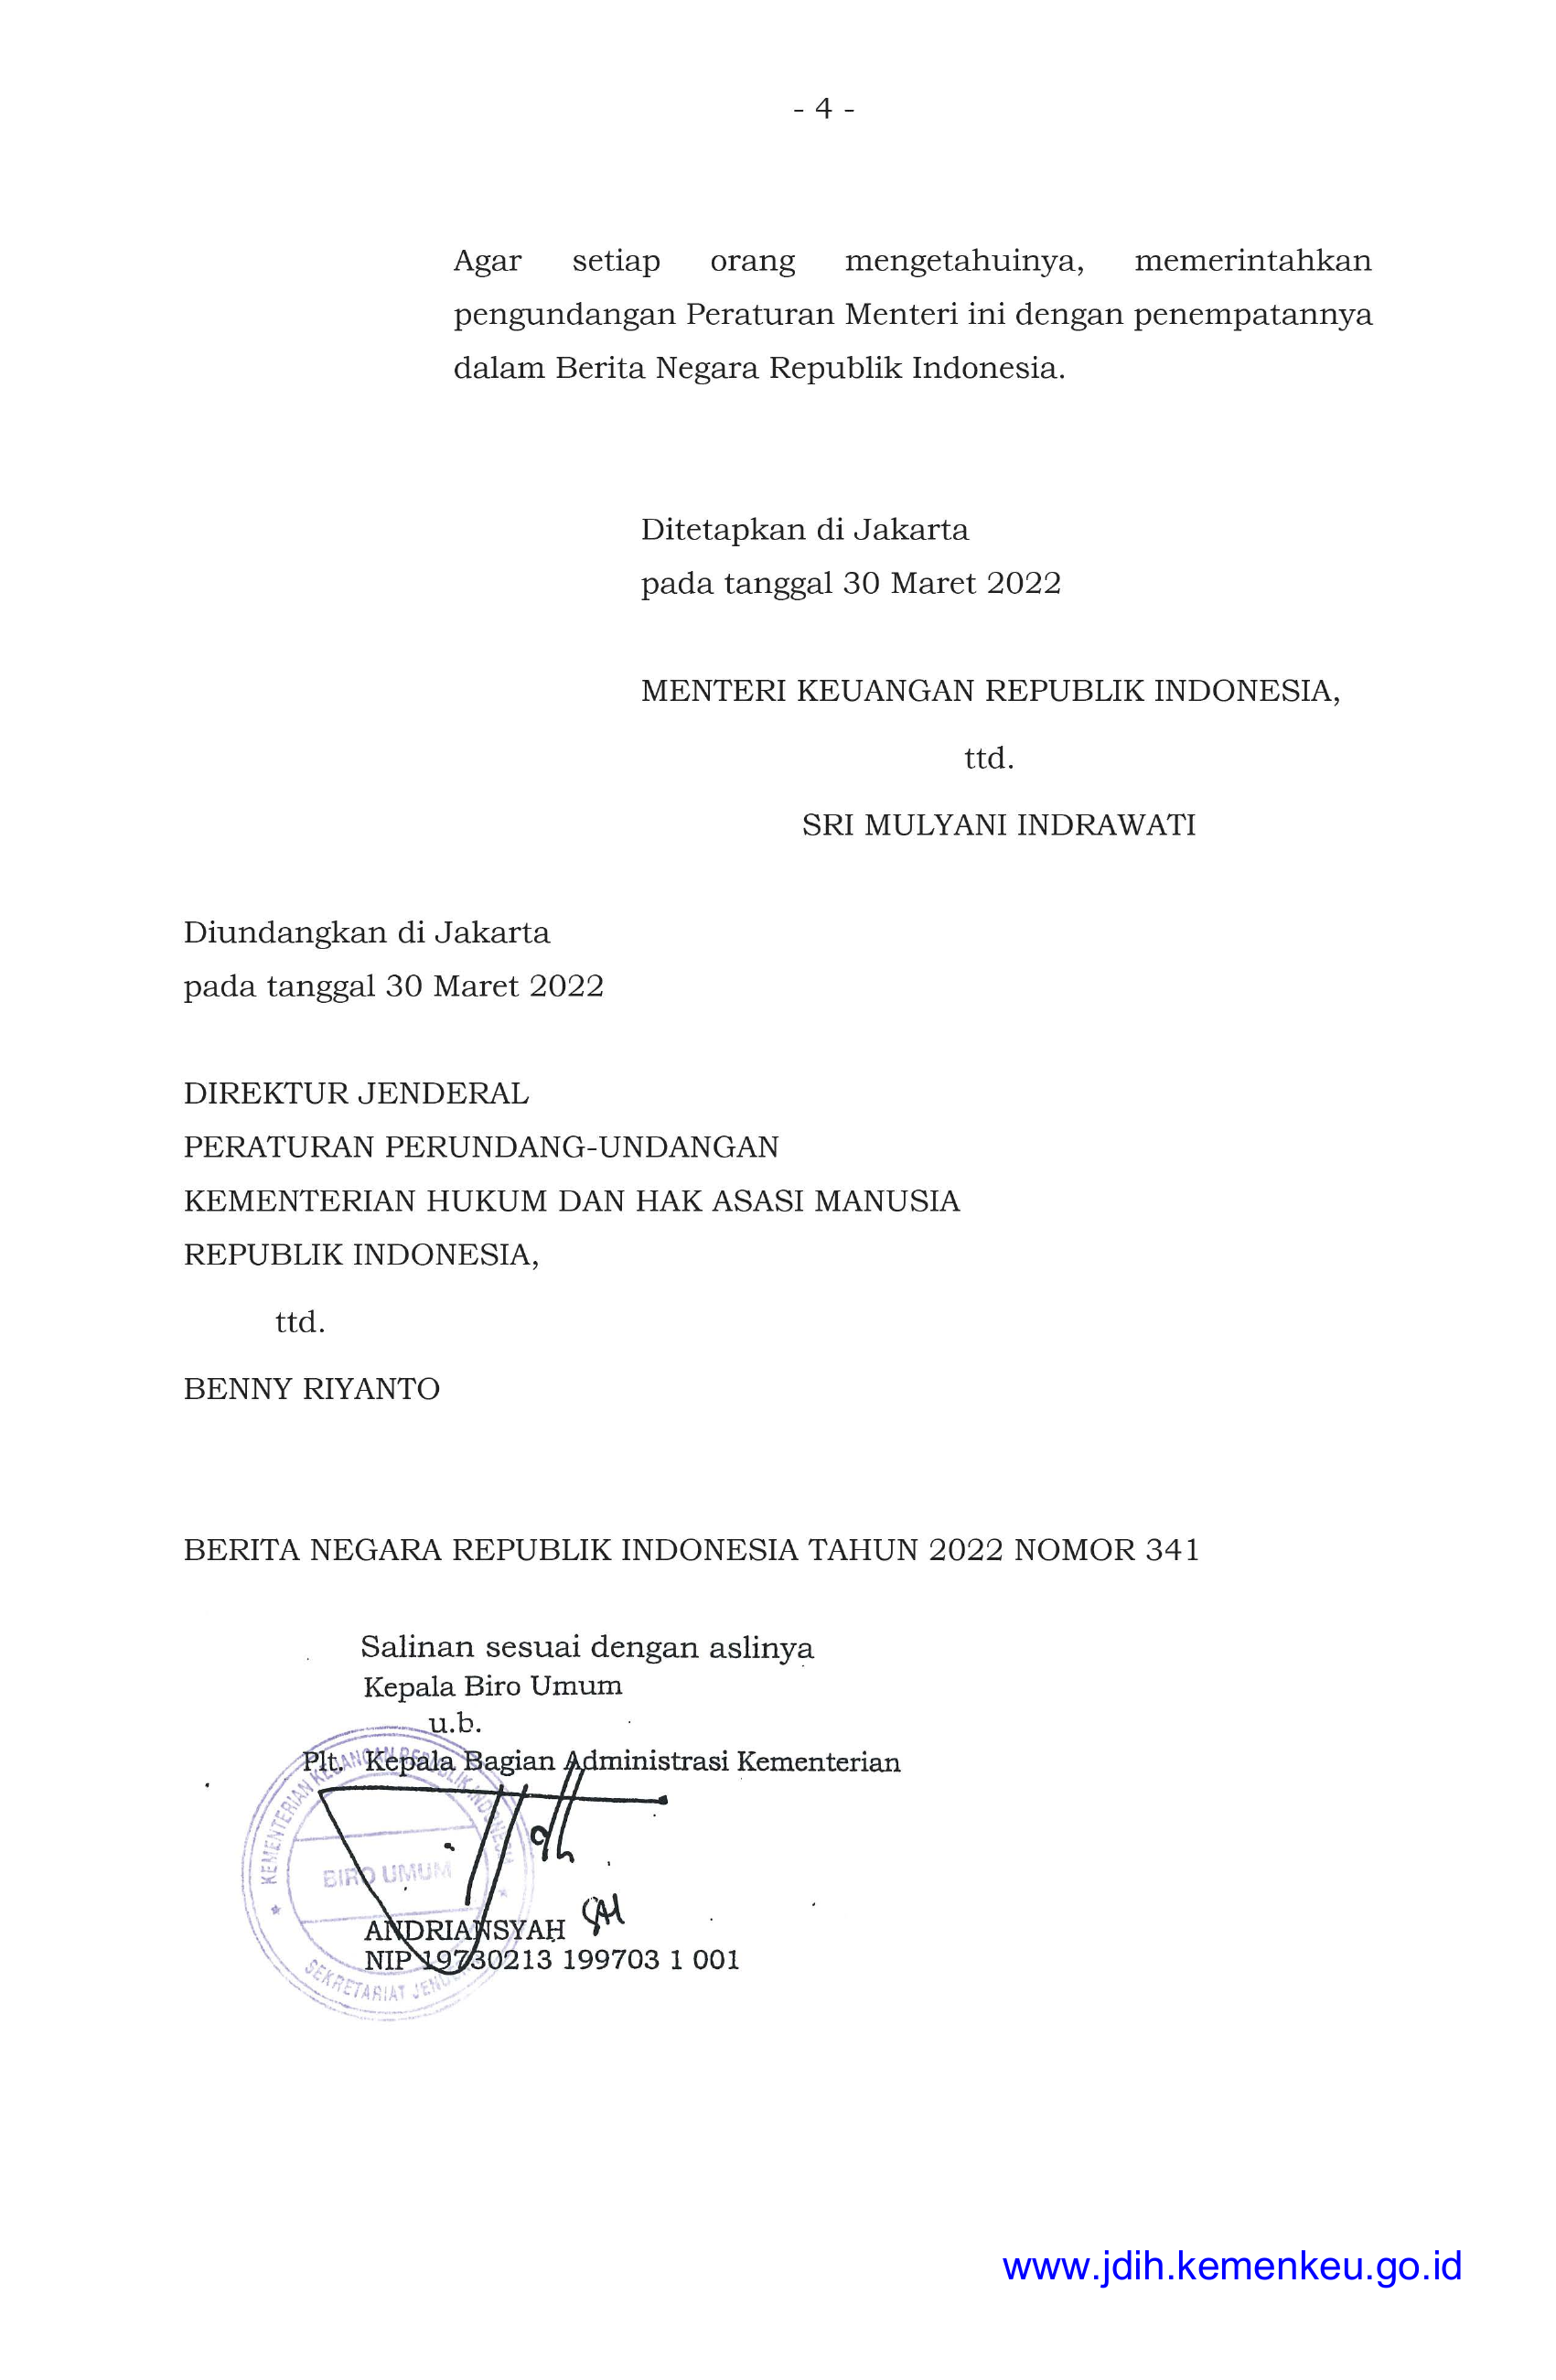 - 4 -
Agar setiap orang mengetahuinya, memerintahkan
pengundangan Peraturan Menteri ini dengan penempatannya
dalam Berita Negara Republik Indonesia.
Ditetapkan di Jakarta
pada tanggal 30 Maret 2022
MENTERI KEUANGAN REPUBLIK INDONESIA,
ttd.
SRI MULYANI INDRAWATI
Diundangkan di Jakarta
pada tanggal 30 Maret 2022
DIREKTUR JENDERAL
PERATURAN PERUNDANG-UNDANGAN
KEMENTERIAN HUKUM DAN HAK ASASI MANUSIA
REPUBLIK INDONESIA,
ttd.
BENNY RIYANTO
BERITA NEGARA REPUBLIK INDONESIA TAHUN 2022 NOMOR 341
Salinan sesuai dengan aslinya
Kepala Biro Umum
u.b.
Plt. Kepala Bagian Administrasi Kementerian
KEMENTERIAN KEUANGAN REPUBLIK INDONESIA
BIRO UMUM
SEKRETARIAT
ANDRIANSYAH
NIP 19730213 199703 1 001
www.jdih.kemenkeu.go.id